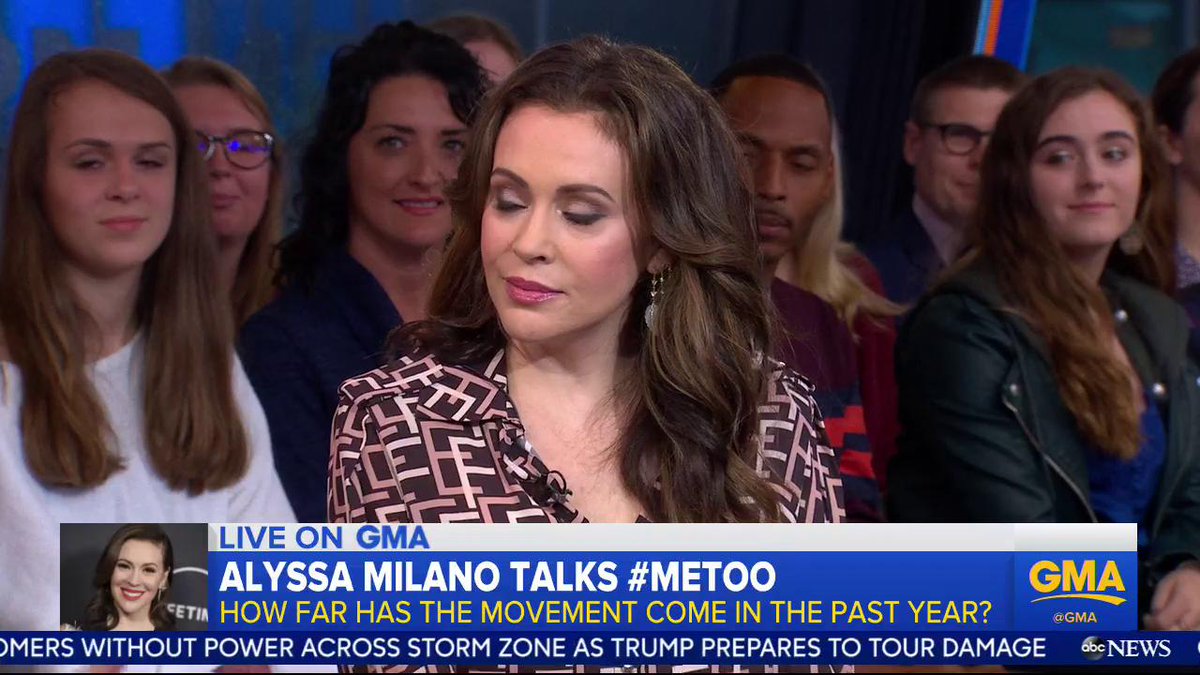 LIVE ON GMA
ALYSSA MILANO TALKS #METOO
HOW FAR HAS THE MOVEMENT COME IN THE PAST YEAR?
GMA
@GMA
OMERS WITHOUT POWER ACROSS STORM ZONE AS TRUMP PREPARES TO TOUR DAMAGE
abc NEWS
ETIM